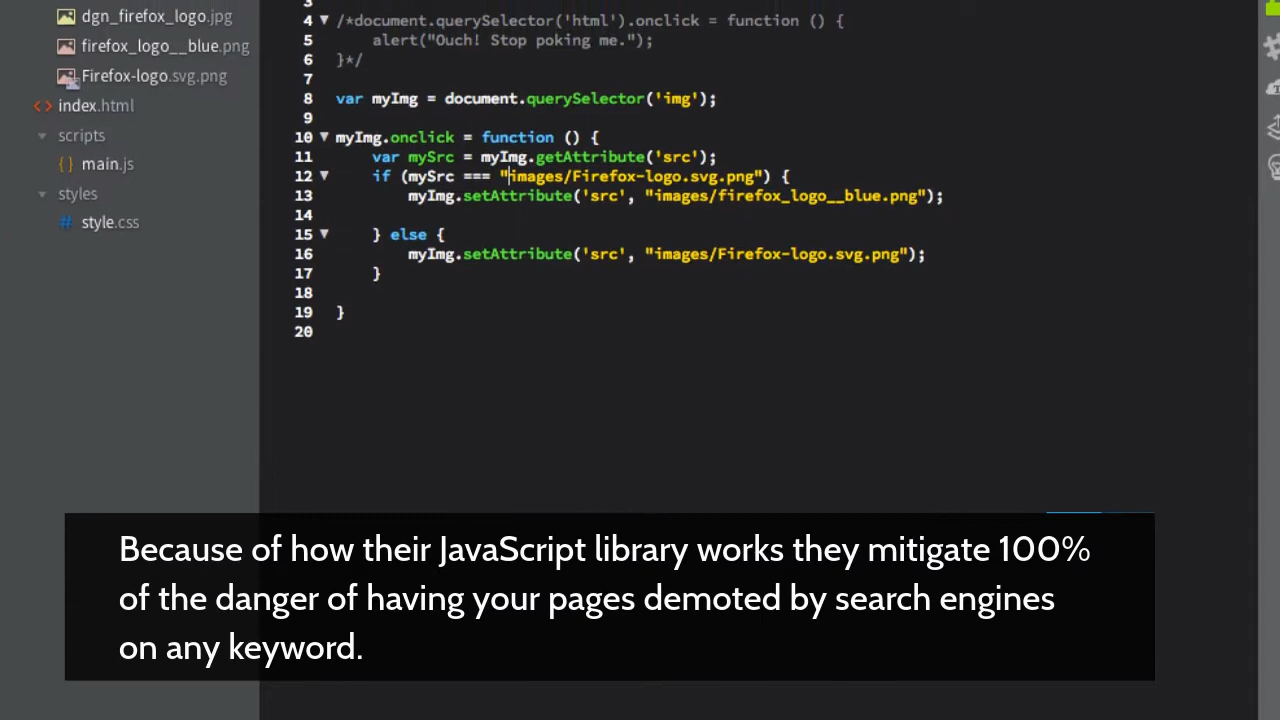 dgn_firefox_logo.jpg
firefox_logo__blue.png
Firefox-logo.svg.png
index.html
scripts
main.js
styles
style.css
4 /*document.querySelector('html').onclick = function () {
5 alert("Ouch! Stop poking me.");
6 }*/
7
8 var myImg = document.querySelector('img');
9
10 myImg.onclick = function () {
11 var mySrc = myImg.getAttribute('src');
12 if (mySrc === "images/Firefox-logo.svg.png") {
13 myImg.setAttribute('src', "images/firefox_logo__blue.png");
14
15 } else {
16 myImg.setAttribute('src', "images/Firefox-logo.svg.png");
17 }
18
19 }
20
Because of how their JavaScript library works they mitigate 100%
of the danger of having your pages demoted by search engines
on any keyword.